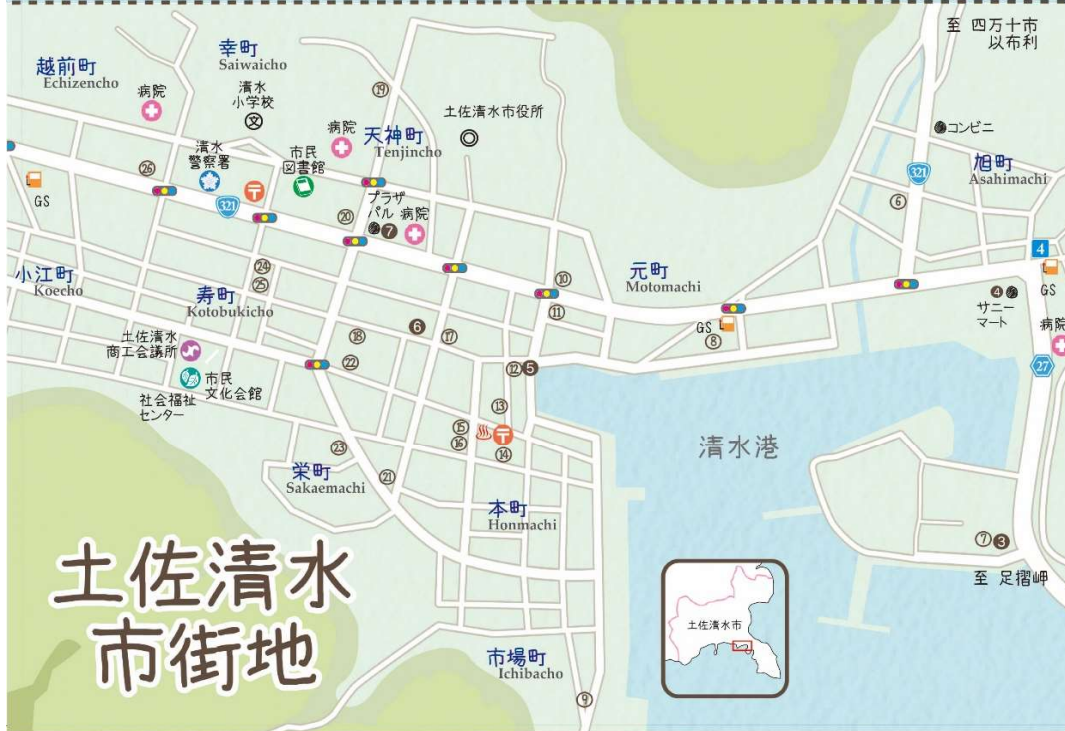 至 四万十市
以布利
幸町
Saiwaicho
越前町
Echizencho
清水
小学校
病院
⑲
土佐清水市役所
病院
天神町
Tenjincho
コンビニ
清水
警察署
市民
図書館
旭町
Asahimachi
321
㉖
GS
321
⑳
プラザ
パル
❼
病院
⑥
4
小江町
Koecho
㉔
㉕
寿町
Kotobukicho
⑩
元町
Motomachi
⑪
GS
❹
サニー
マート
GS
⑧
病院
27
土佐清水
商工会議所
⑱
❻
⑰
㉒
⑫
❺
市民
文化会館
社会福祉
センター
⑬
⑮
⑯
⑭
清水港
㉓
栄町
Sakaemachi
㉑
本町
Honmachi
⑦
❸
至 足摺岬
土佐清水
市街地
土佐清水市
市場町
Ichibacho
⑨